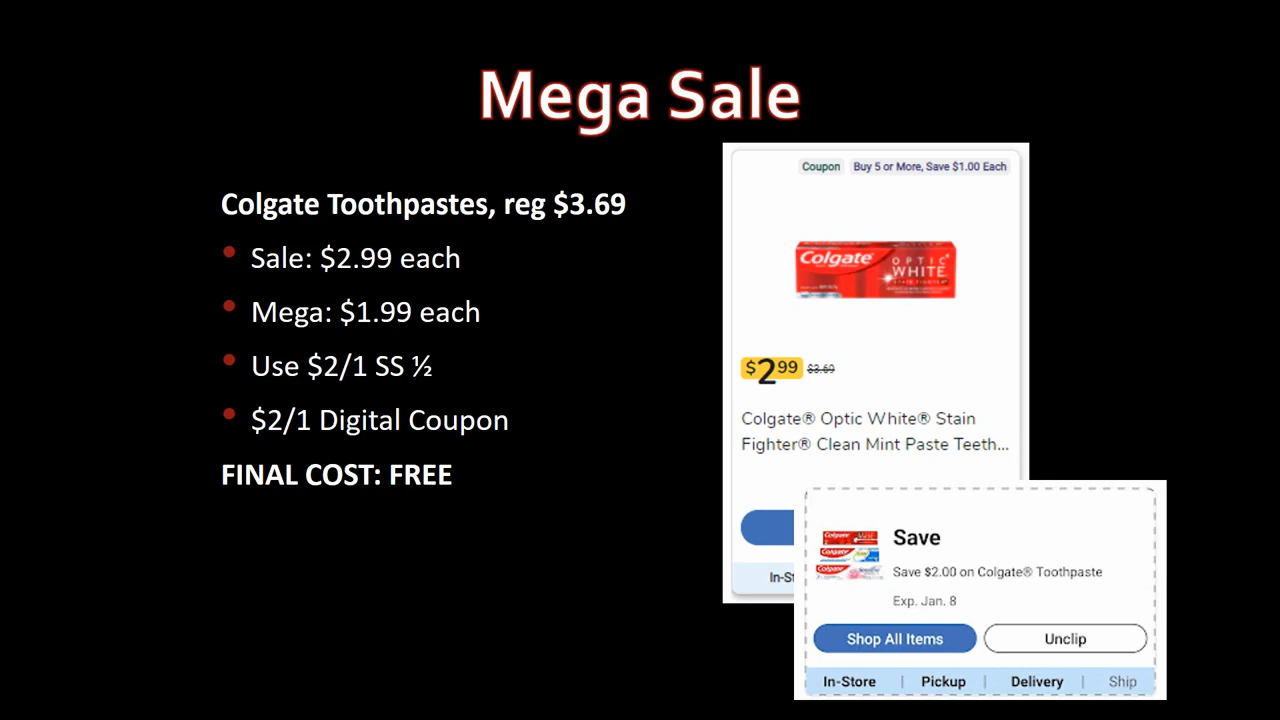 Mega Sale
Colgate Toothpastes, reg $3.69
Sale: $2.99 each
Mega: $1.99 each
Use $2/1 SS ½
$2/1 Digital Coupon
FINAL COST: FREE
Coupon Buy 5 or More, Save $1.00 Each
Colgate
OPTIC
WHITE
STAIN FIGHTER
$2.99 $3.69
Colgate® Optic White® Stain
Fighter® Clean Mint Paste Teeth...
In-St
Save
Save $2.00 on Colgate® Toothpaste
Exp. Jan. 8
Shop All Items Unclip
In-Store | Pickup | Delivery | Ship